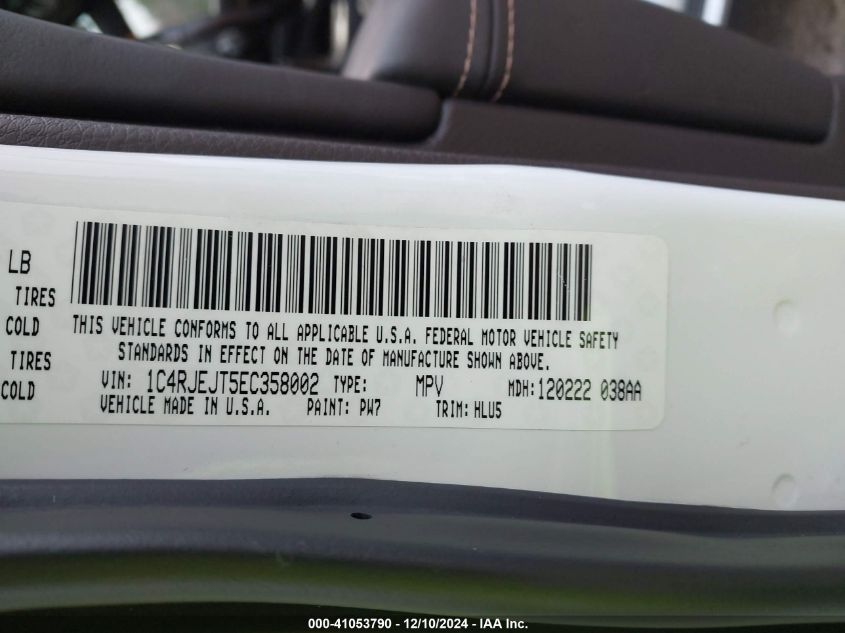 LB
TIRES
COLD
THIS VEHICLE CONFORMS TO ALL APPLICABLE U.S.A. FEDERAL MOTOR VEHICLE SAFETY
STANDARDS IN EFFECT ON THE DATE OF MANUFACTURE SHOWN ABOVE.
TIRES
VIN: 1C4RJEJT5EC358002 TYPE: MPV MDH: 120222 038AA
COLD
VEHICLE MADE IN U.S.A. PAINT: PW7 TRIM: HLU5
000-41053790 - 12/10/2024 - IAA Inc.